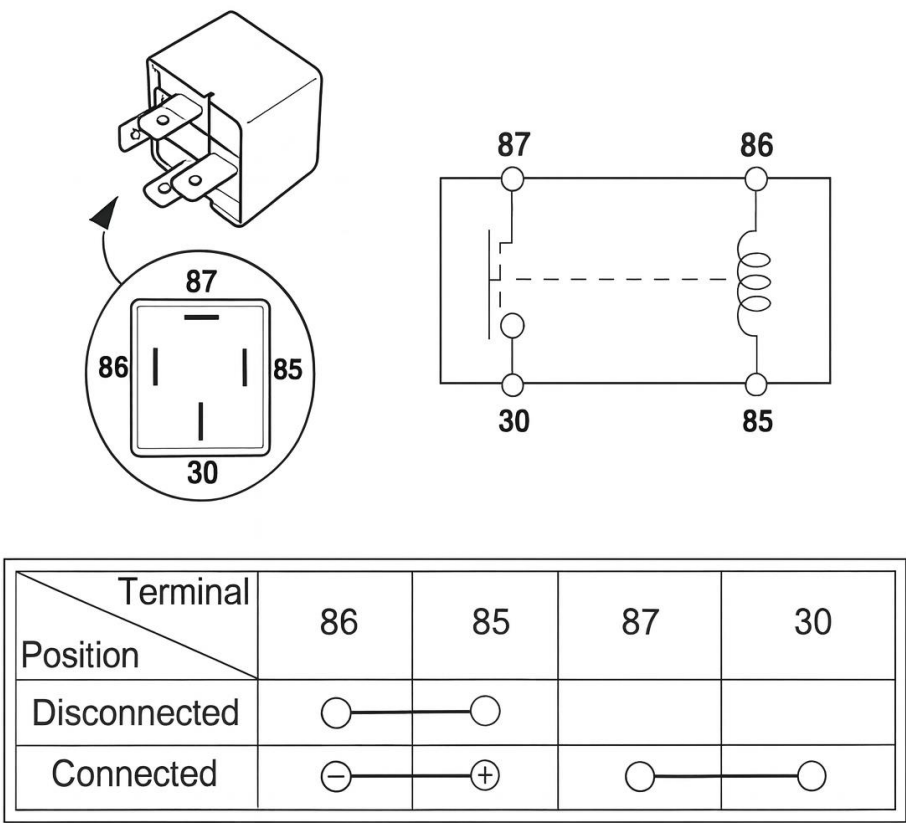 87 86
87
86 85
30
30 85
Terminal
Position
86 85 87 30
Disconnected
Connected − +